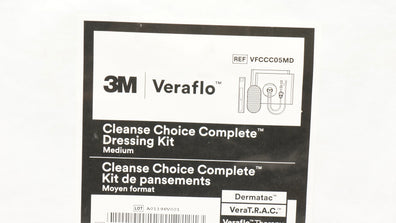 REF VFCCC05MD
3M Veraflo™
Cleanse Choice Complete™
Dressing Kit
Medium
Cleanse Choice Complete™
Kit de pansements
Moyen format
Dermatac™
VeraT.R.A.C.™
LOT